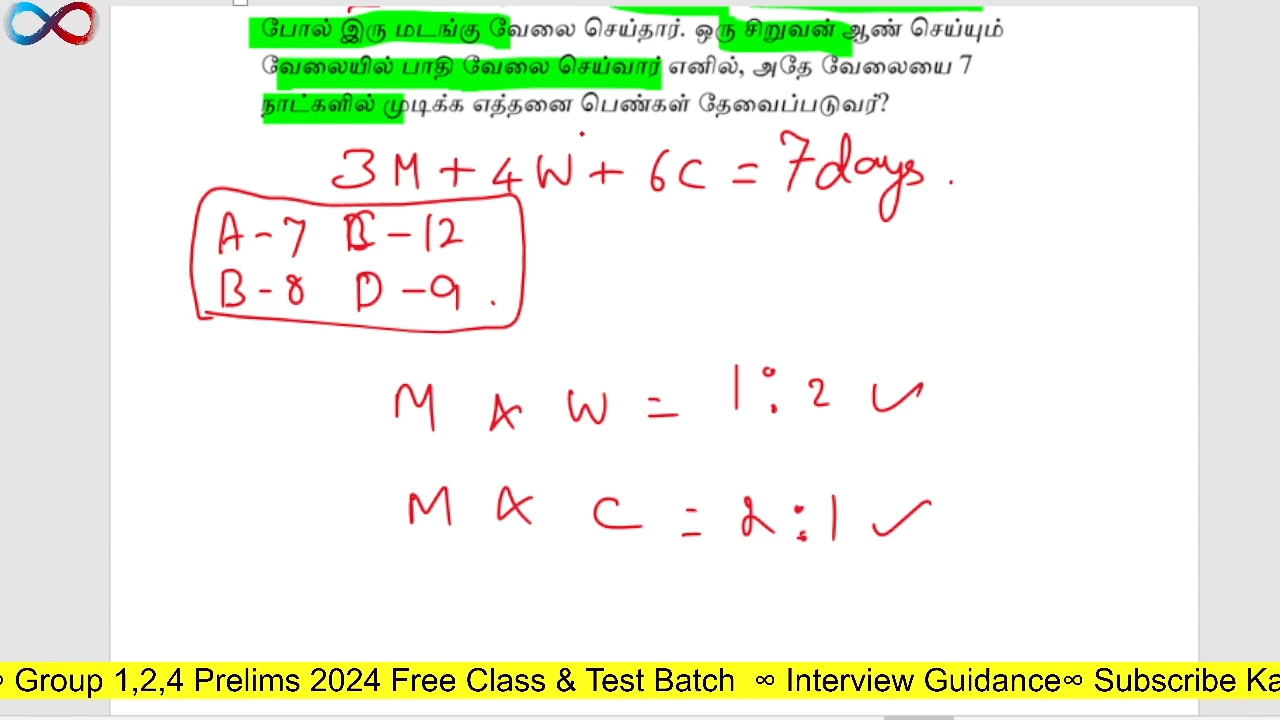 போல் இரு மடங்கு வேலை செய்தார். ஒரு சிறுவன் ஆண் செய்யும்
வேலையில் பாதி வேலை செய்வார் எனில், அதே வேலையை 7
நாட்களில் முடிக்க எத்தனை பெண்கள் தேவைப்படுவர்?
3M + 4W + 6C = 7 days.
A - 7 C - 12
B - 8 D - 9.
M & W = 1 : 2 ✓
M & C = 2 : 1 ✓
Group 1,2,4 Prelims 2024 Free Class & Test Batch ∞ Interview Guidance∞ Subscribe Ka